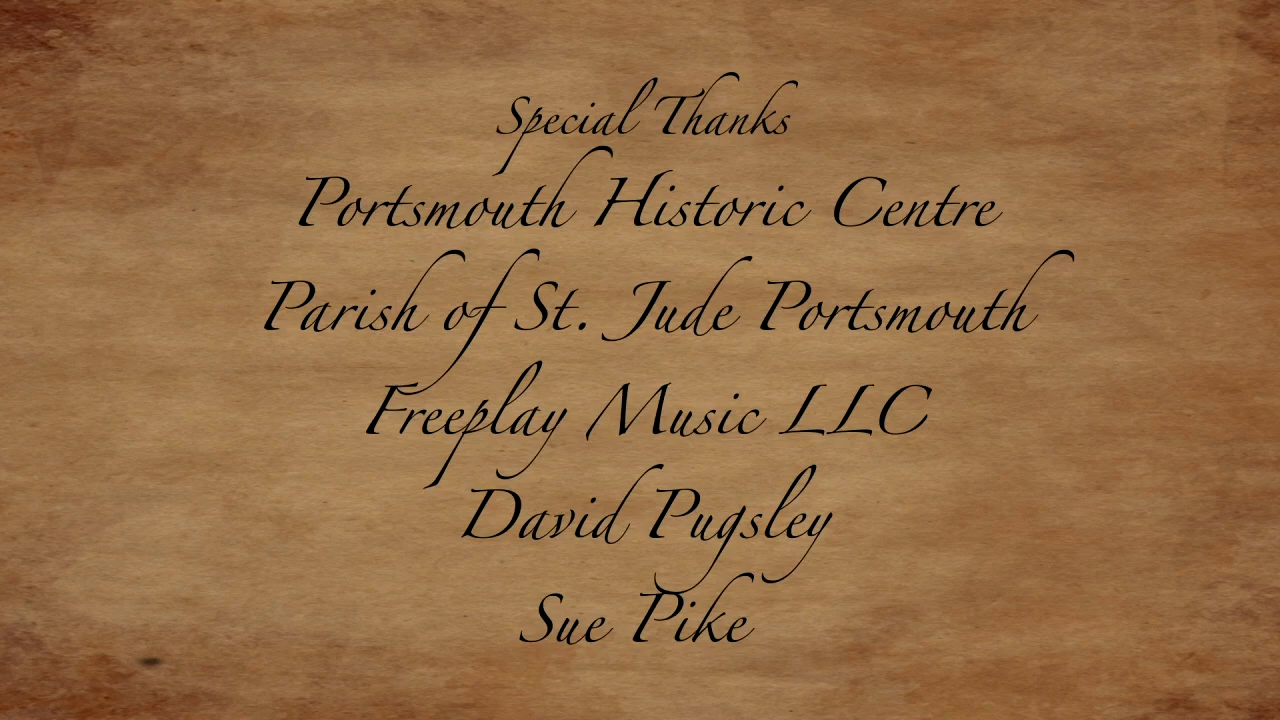 Special Thanks
Portsmouth Historic Centre
Parish of St. Jude Portsmouth
Freeplay Music LLC
David Pugsley
Sue Pike